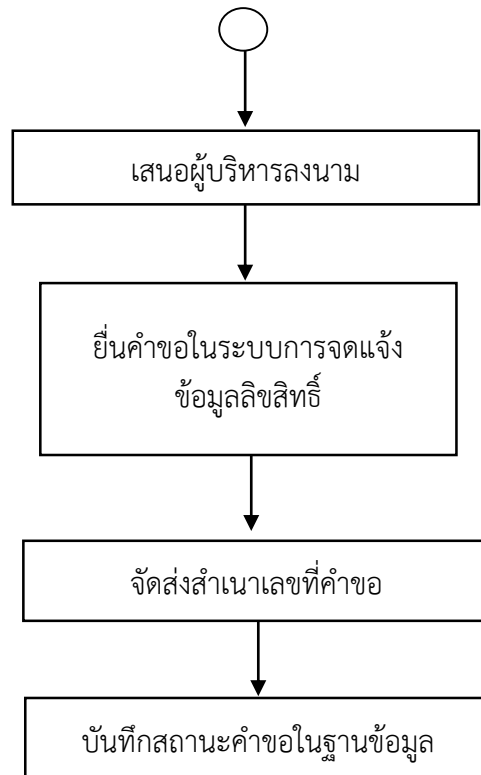 เสนอผู้บริหารลงนาม
ยื่นคำขอในระบบการจดแจ้ง
ข้อมูลลิขสิทธิ์
จัดส่งสำเนาเลขที่คำขอ
บันทึกสถานะคำขอในฐานข้อมูล